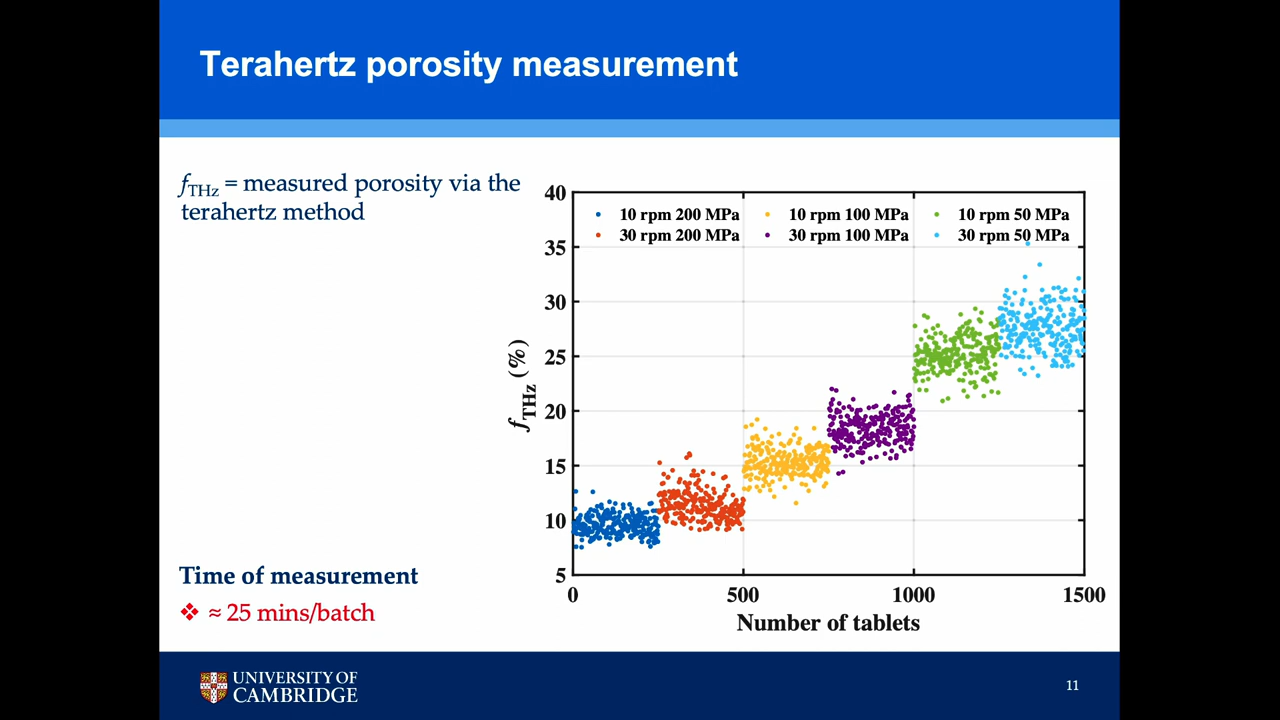 Terahertz porosity measurement
fTHz = measured porosity via the
terahertz method
40
35
30
25
20
15
10
5
fTHz (%)
10 rpm 200 MPa
10 rpm 100 MPa
10 rpm 50 MPa
30 rpm 200 MPa
30 rpm 100 MPa
30 rpm 50 MPa
0
500
1000
1500
Number of tablets
Time of measurement
❖ ≈ 25 mins/batch
UNIVERSITY OF
CAMBRIDGE
11